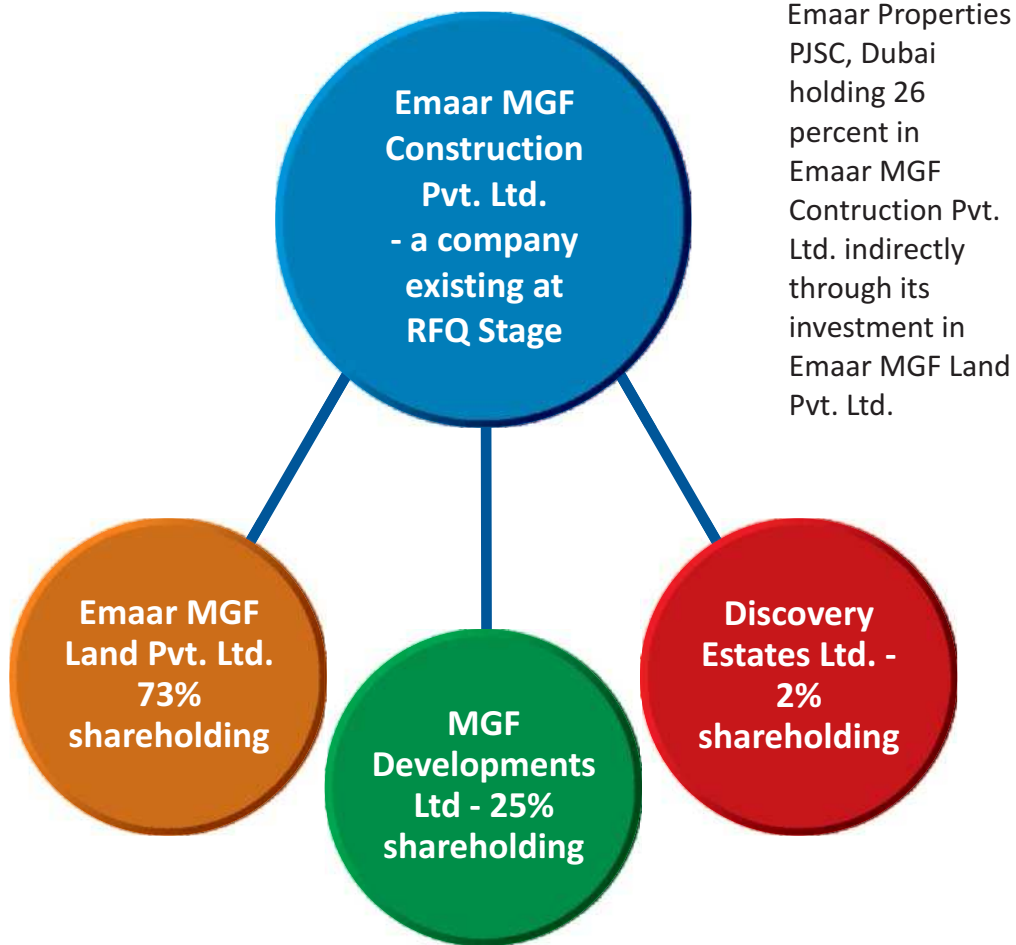 Emaar MGF
Construction
Pvt. Ltd.
- a company
existing at
RFQ Stage
Emaar Properties
PJSC, Dubai
holding 26
percent in
Emaar MGF
Contruction Pvt.
Ltd. indirectly
through its
investment in
Emaar MGF Land
Pvt. Ltd.
Emaar MGF
Land Pvt. Ltd.
73%
shareholding
MGF
Developments
Ltd - 25%
shareholding
Discovery
Estates Ltd. -
2%
shareholding